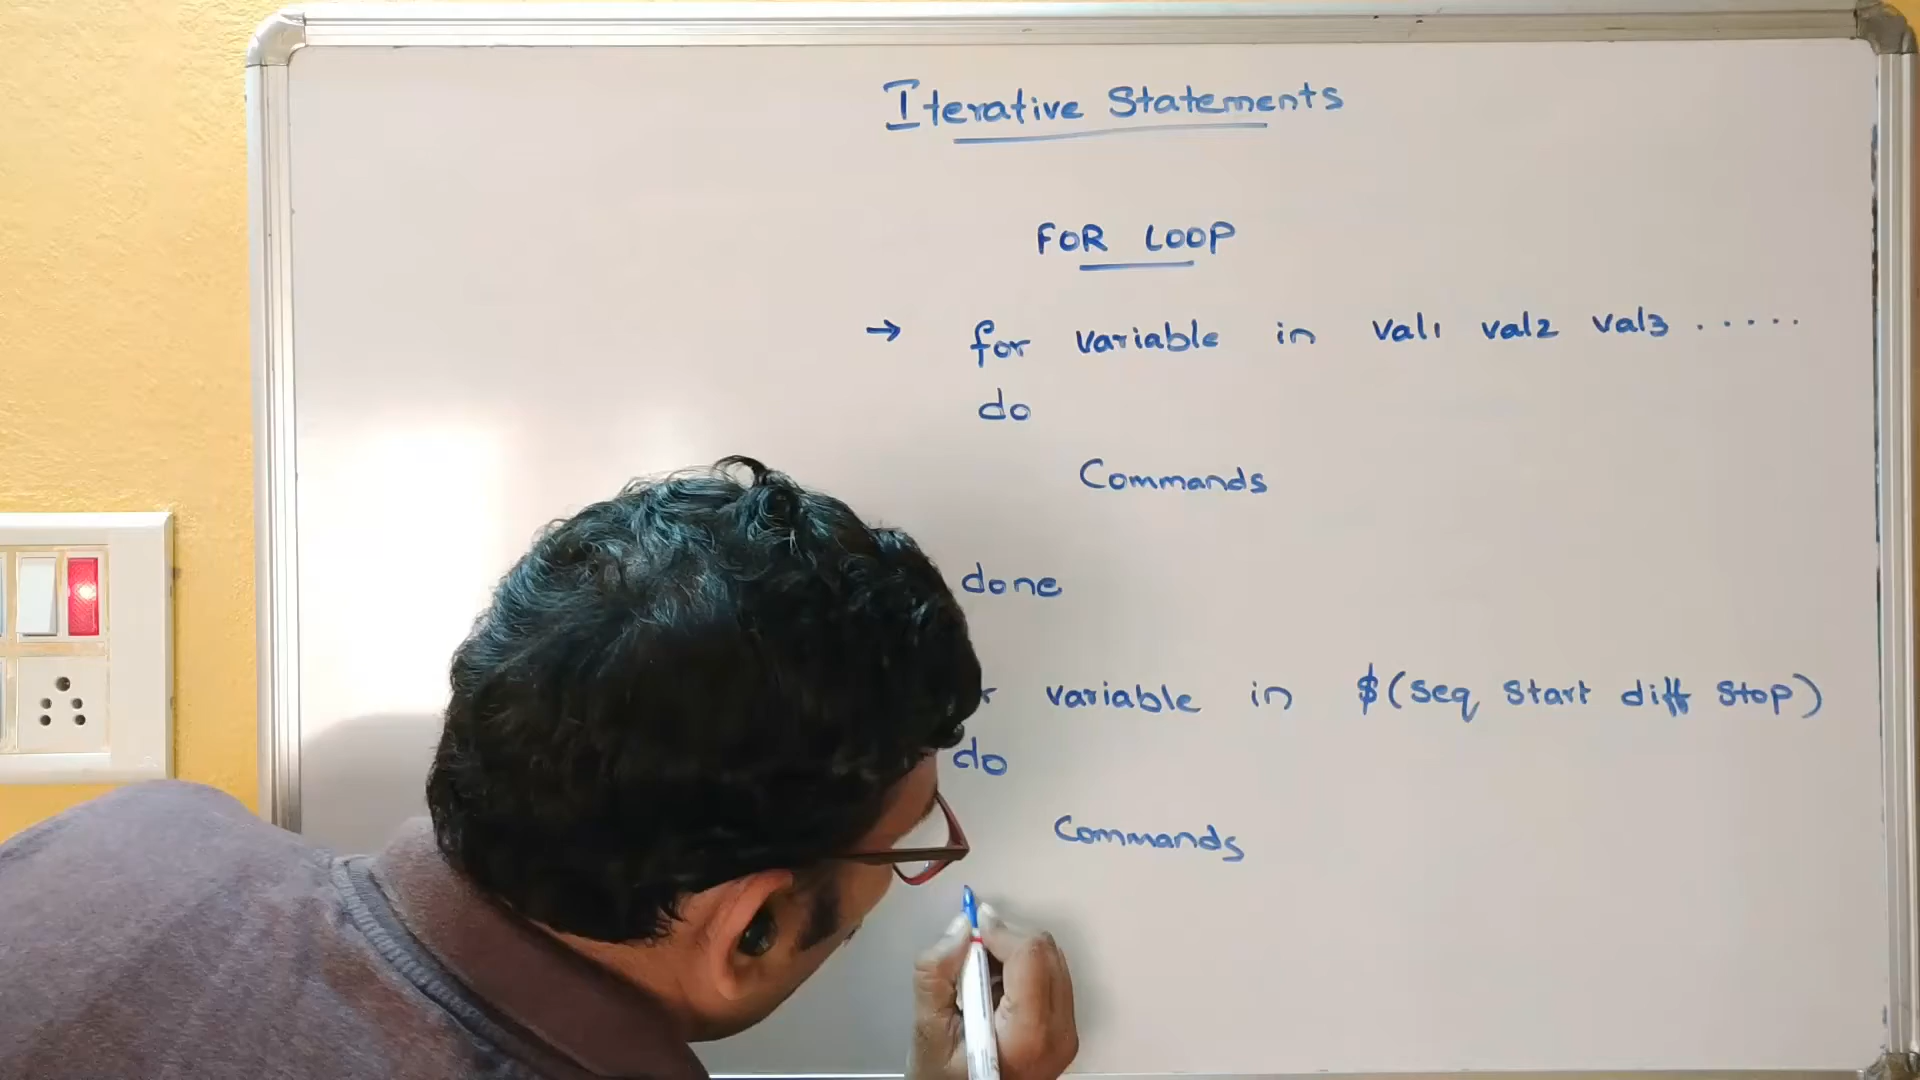 Iterative Statements
FOR LOOP
→ for variable in val1 val2 val3 .....
do
Commands
done
variable in $(seq start diff stop)
do
Commands